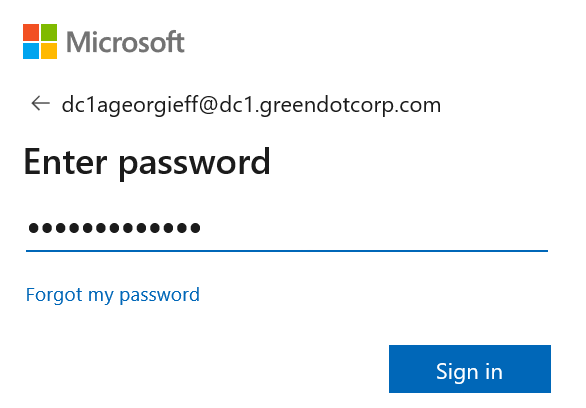 Microsoft
← dc1ageorgieff@dc1.greendotcorp.com
Enter password
•••••••••••••
Forgot my password
Sign in